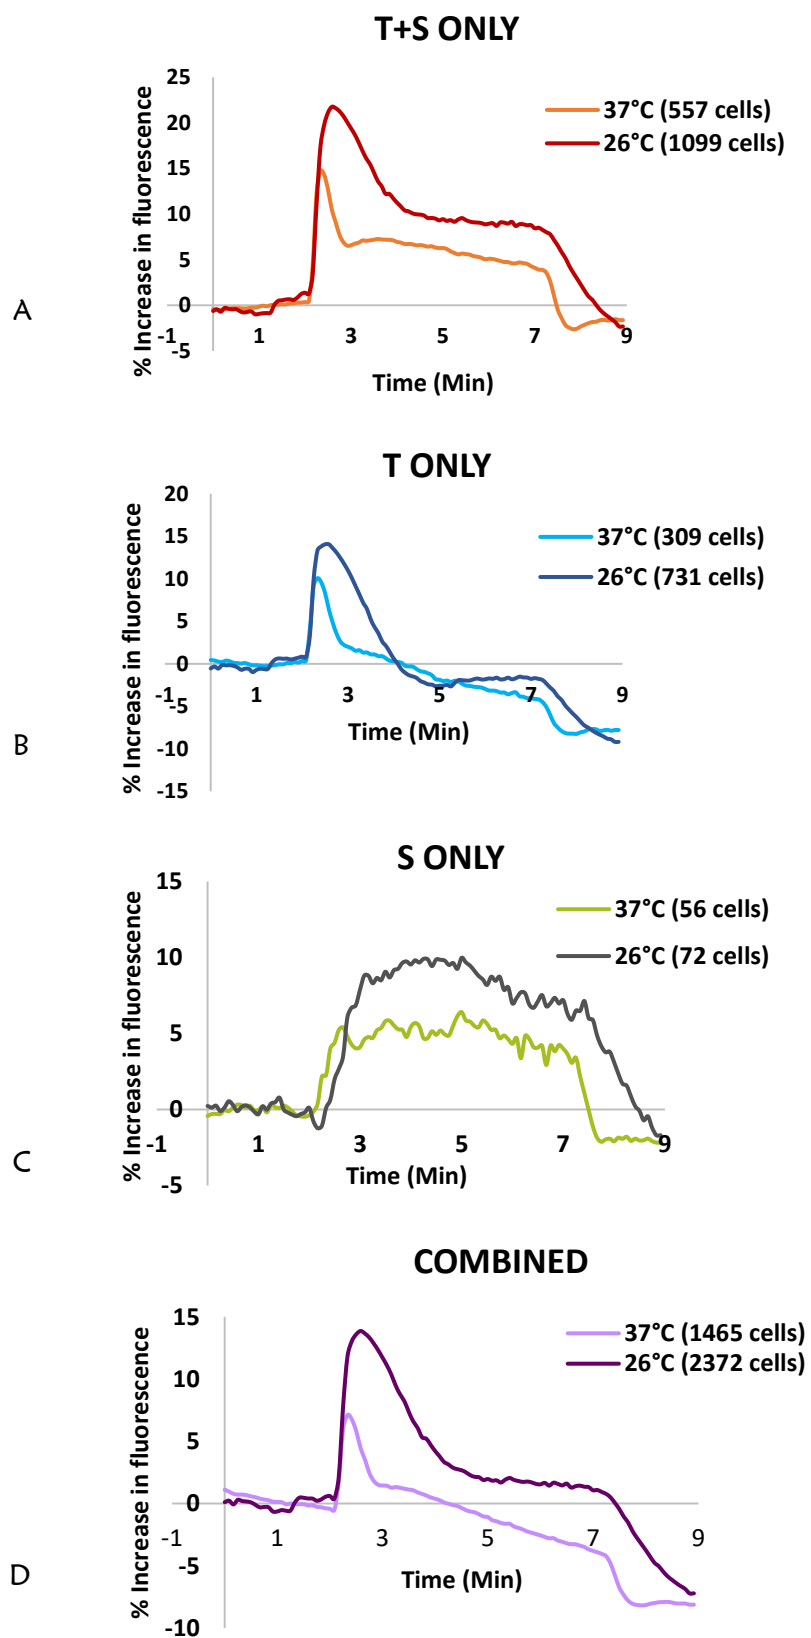 T+S ONLY
% Increase in fluorescence
25
20
15
10
5
0
-5
-1
1
3
5
7
9
Time (Min)
37°C (557 cells)
26°C (1099 cells)
A
T ONLY
% Increase in fluorescence
20
15
10
5
0
-5
-10
-15
-1
1
3
5
7
9
Time (Min)
37°C (309 cells)
26°C (731 cells)
B
S ONLY
% Increase in fluorescence
15
10
5
0
-5
-1
1
3
5
7
9
Time (Min)
37°C (56 cells)
26°C (72 cells)
C
COMBINED
% Increase in fluorescence
15
10
5
0
-5
-10
-1
1
3
5
7
9
Time (Min)
37°C (1465 cells)
26°C (2372 cells)
D